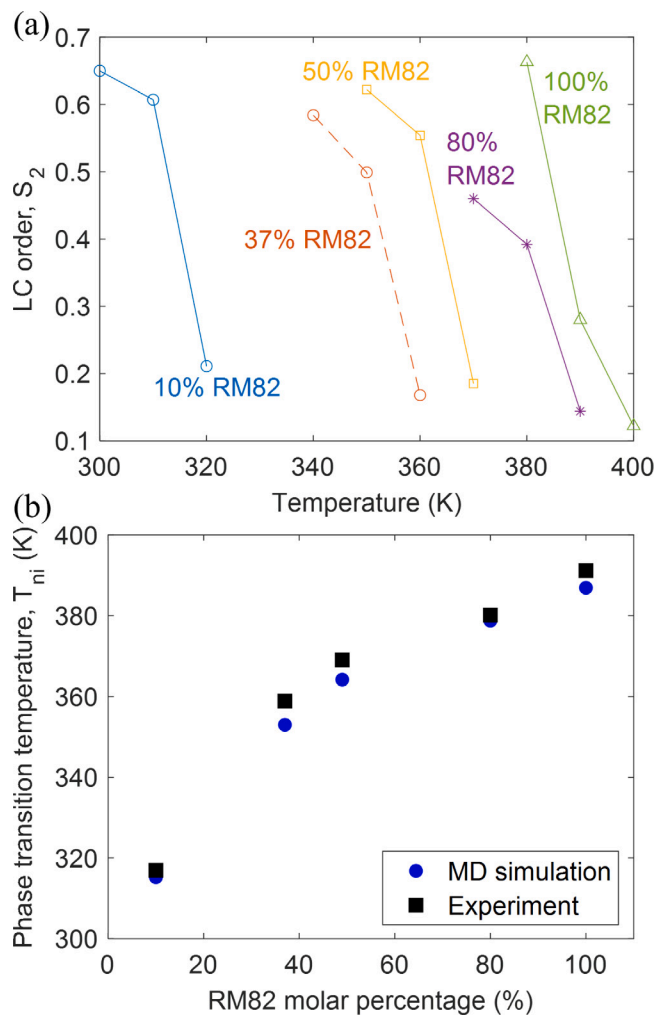 (a)
0.7
0.6
0.5
0.4
0.3
0.2
0.1
LC order, S2
50% RM82
100%
RM82
80%
RM82
37% RM82
10% RM82
300 320 340 360 380 400
Temperature (K)
(b)
400
380
360
340
320
300
Phase transition temperature, Tni (K)
MD simulation
Experiment
0 20 40 60 80 100
RM82 molar percentage (%)